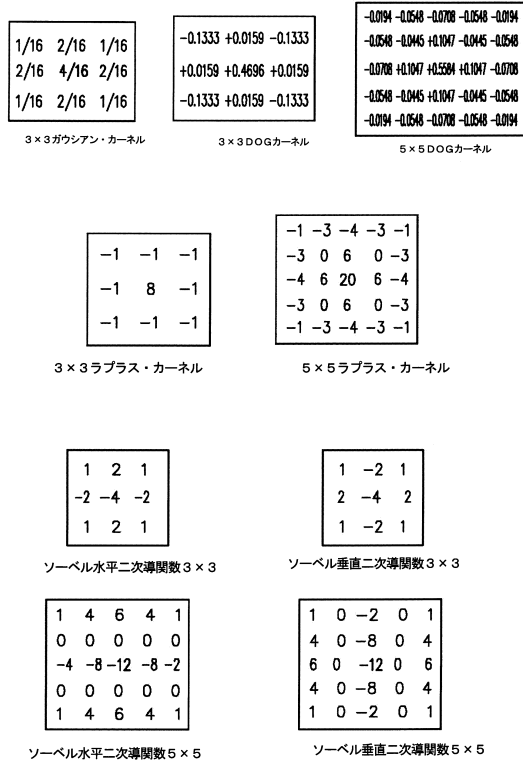 1/16 2/16 1/16
2/16 4/16 2/16
1/16 2/16 1/16
3×3ガウシアン・カーネル
-0.1333 +0.0159 -0.1333
+0.0159 +0.4696 +0.0159
-0.1333 +0.0159 -0.1333
3×3DOGカーネル
-0.0194 -0.0548 -0.0708 -0.0548 -0.0194
-0.0548 -0.0445 +0.1047 -0.0445 -0.0548
-0.0708 +0.1047 +0.5584 +0.1047 -0.0708
-0.0548 -0.0445 +0.1047 -0.0445 -0.0548
-0.0194 -0.0548 -0.0708 -0.0548 -0.0194
5×5DOGカーネル
-1 -1 -1
-1 8 -1
-1 -1 -1
3×3ラプラス・カーネル
-1 -3 -4 -3 -1
-3 0 6 0 -3
-4 6 20 6 -4
-3 0 6 0 -3
-1 -3 -4 -3 -1
5×5ラプラス・カーネル
1 2 1
-2 -4 -2
1 2 1
ソーベル水平二次導関数3×3
1 -2 1
2 -4 2
1 -2 1
ソーベル垂直二次導関数3×3
1 4 6 4 1
0 0 0 0 0
-4 -8 -12 -8 -2
0 0 0 0 0
1 4 6 4 1
ソーベル水平二次導関数5×5
1 0 -2 0 1
4 0 -8 0 4
6 0 -12 0 6
4 0 -8 0 4
1 0 -2 0 1
ソーベル垂直二次導関数5×5